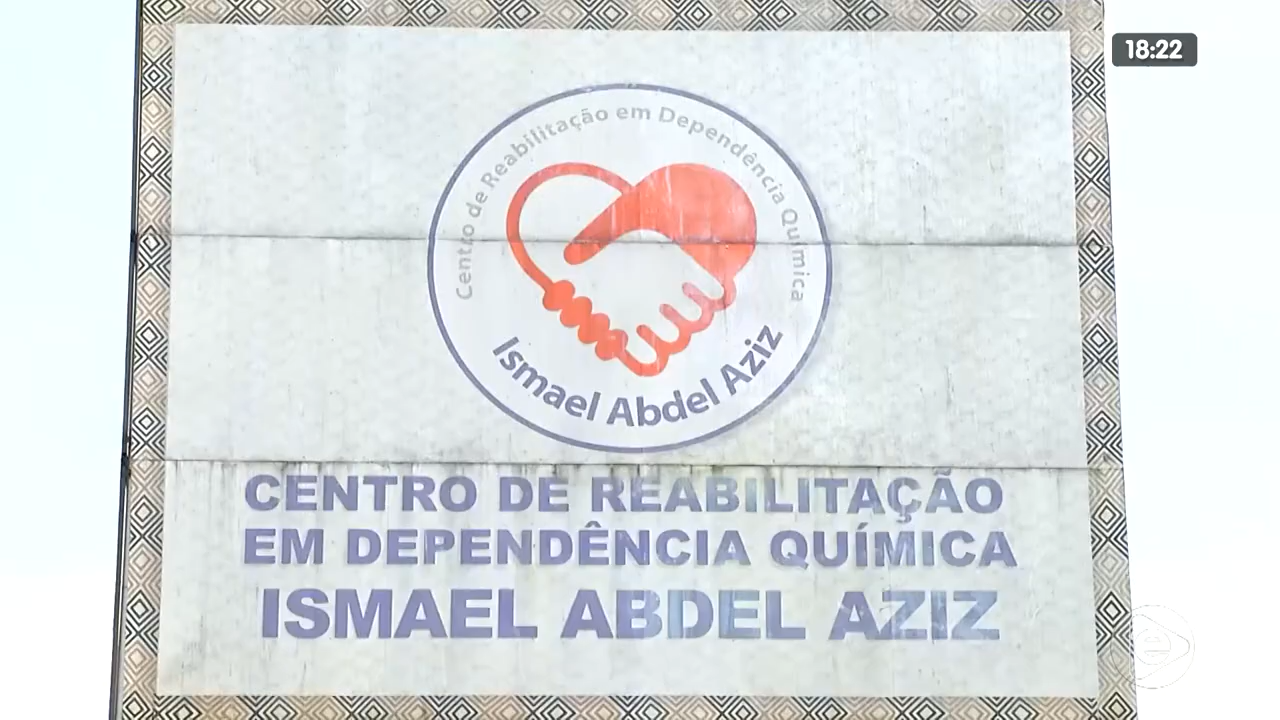 18:22
Centro de Reabilitação em Dependência Química
Ismael Abdel Aziz
CENTRO DE REABILITAÇÃO
EM DEPENDÊNCIA QUÍMICA
ISMAEL ABDEL AZIZ